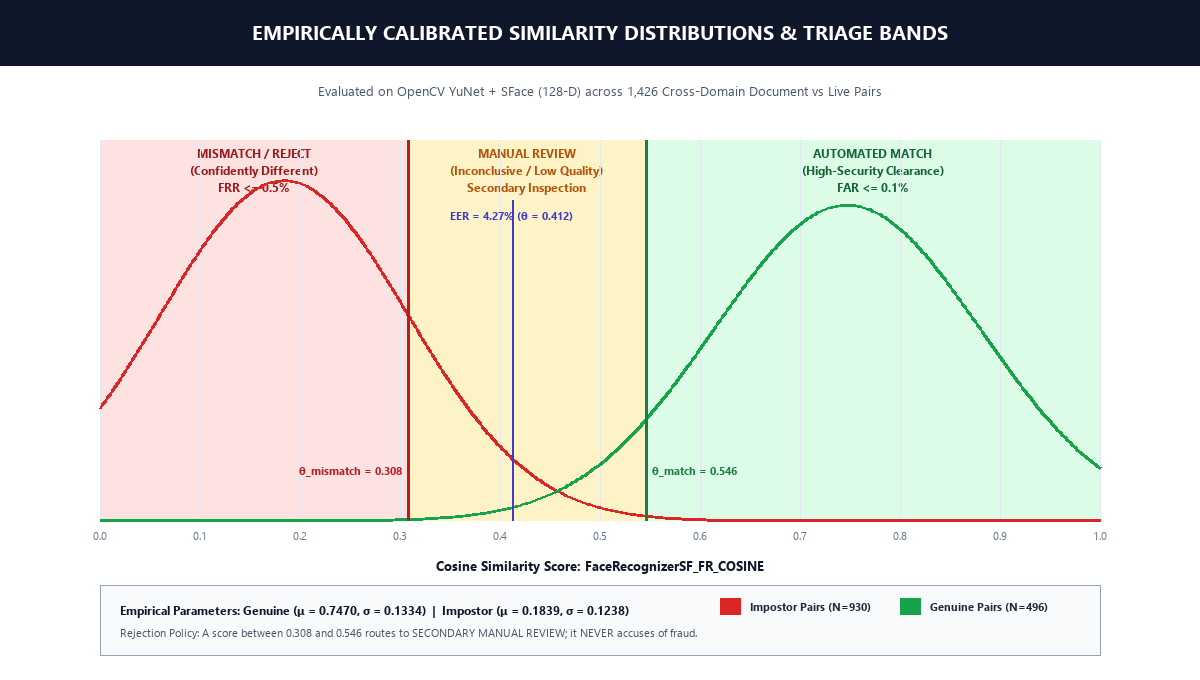 EMPIRICALLY CALIBRATED SIMILARITY DISTRIBUTIONS & TRIAGE BANDS
Evaluated on OpenCV YuNet + SFace (128-D) across 1,426 Cross-Domain Document vs Live Pairs
MISMATCH / REJECT
(Confidently Different)
FRR <= 0.5%
MANUAL REVIEW
(Inconclusive / Low Quality)
Secondary Inspection
EER = 4.27% (θ = 0.412)
AUTOMATED MATCH
(High-Security Clearance)
FAR <= 0.1%
θ_mismatch = 0.308
θ_match = 0.546
0.0 0.1 0.2 0.3 0.4 0.5 0.6 0.7 0.8 0.9 1.0
Cosine Similarity Score: FaceRecognizerSF_FR_COSINE
Empirical Parameters: Genuine (μ = 0.7470, σ = 0.1334) | Impostor (μ = 0.1839, σ = 0.1238)
Impostor Pairs (N=930)
Genuine Pairs (N=496)
Rejection Policy: A score between 0.308 and 0.546 routes to SECONDARY MANUAL REVIEW; it NEVER accuses of fraud.